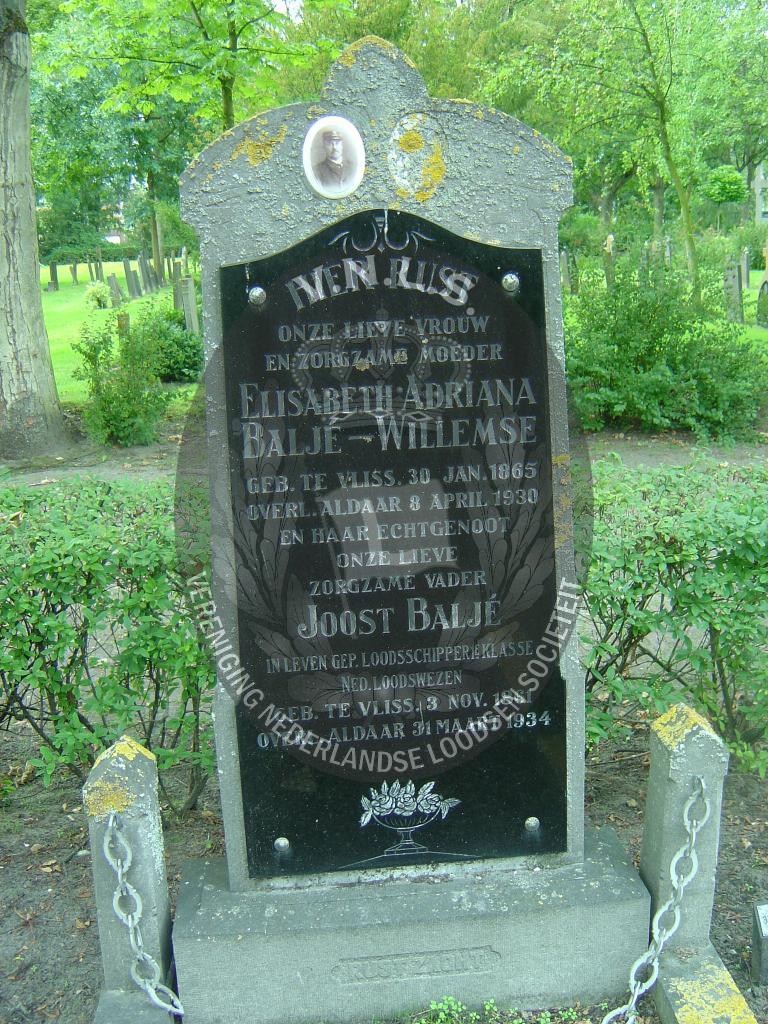 ONZE LIEVE VROUW
EN ZORGZAME MOEDER
ELISABETH ADRIANA
BALJÉ-WILLEMSE
GEB. TE VLISS. 30 JAN. 1865
OVERL. ALDAAR 8 APRIL 1930
EN HAAR ECHTGENOOT
ONZE LIEVE
ZORGZAME VADER
JOOST BALJÉ
IN LEVEN GEP. LOODSSCHIPPER 1E KLASSE
NED. LOODSWEZEN
GEB. TE VLISS. 3 NOV. 1861
OVERL. ALDAAR 31 MAART 1934
RUST ZACHT
VERENIGING NEDERLANDSE LOODSEN SOCIETEIT